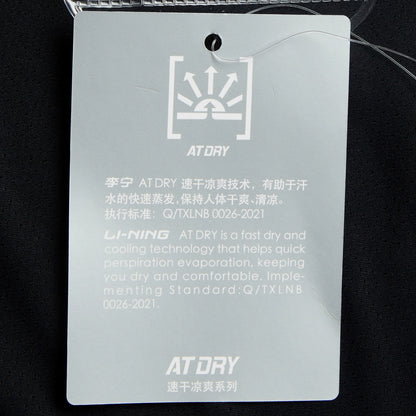 AT DRY
李宁 AT DRY 速干凉爽技术，有助于汗
水的快速蒸发，保持人体干爽、清凉。
执行标准：Q/TXLNB 0026-2021
LI-NING AT DRY is a fast dry and
cooling technology that helps quick
perspiration evaporation, keeping
you dry and comfortable. Imple-
menting Standard:Q/TXLNB
0026-2021.
AT DRY
速干凉爽系列